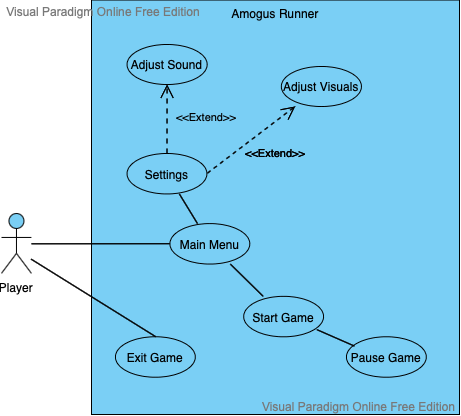 Visual Paradigm Online Free Edition
Amogus Runner
Adjust Sound
Adjust Visuals
<<Extend>>
<<Extend>>
Settings
Main Menu
Player
Start Game
Exit Game
Pause Game
Visual Paradigm Online Free Edition